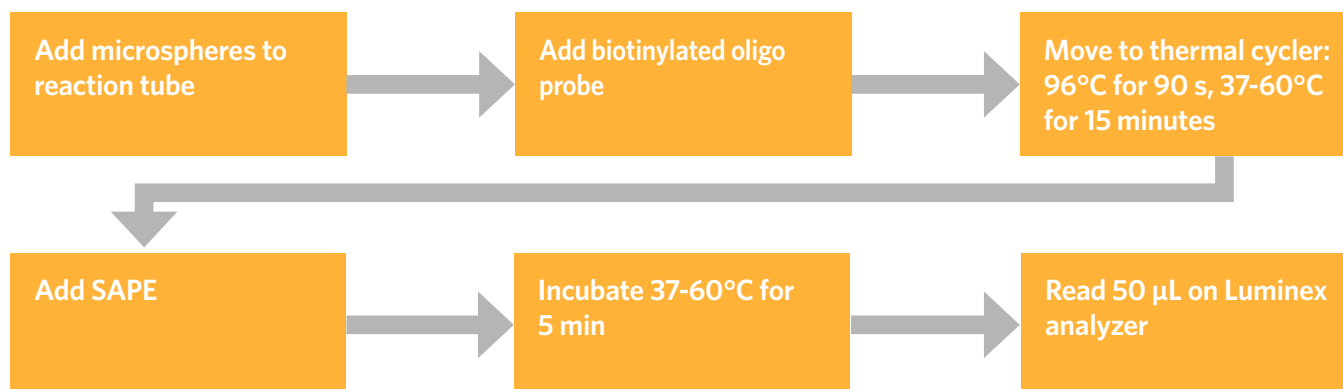 Add microspheres to
reaction tube
Add biotinylated oligo
probe
Move to thermal cycler:
96°C for 90 s, 37-60°C
for 15 minutes
Add SAPE
Incubate 37-60°C for
5 min
Read 50 µL on Luminex
analyzer